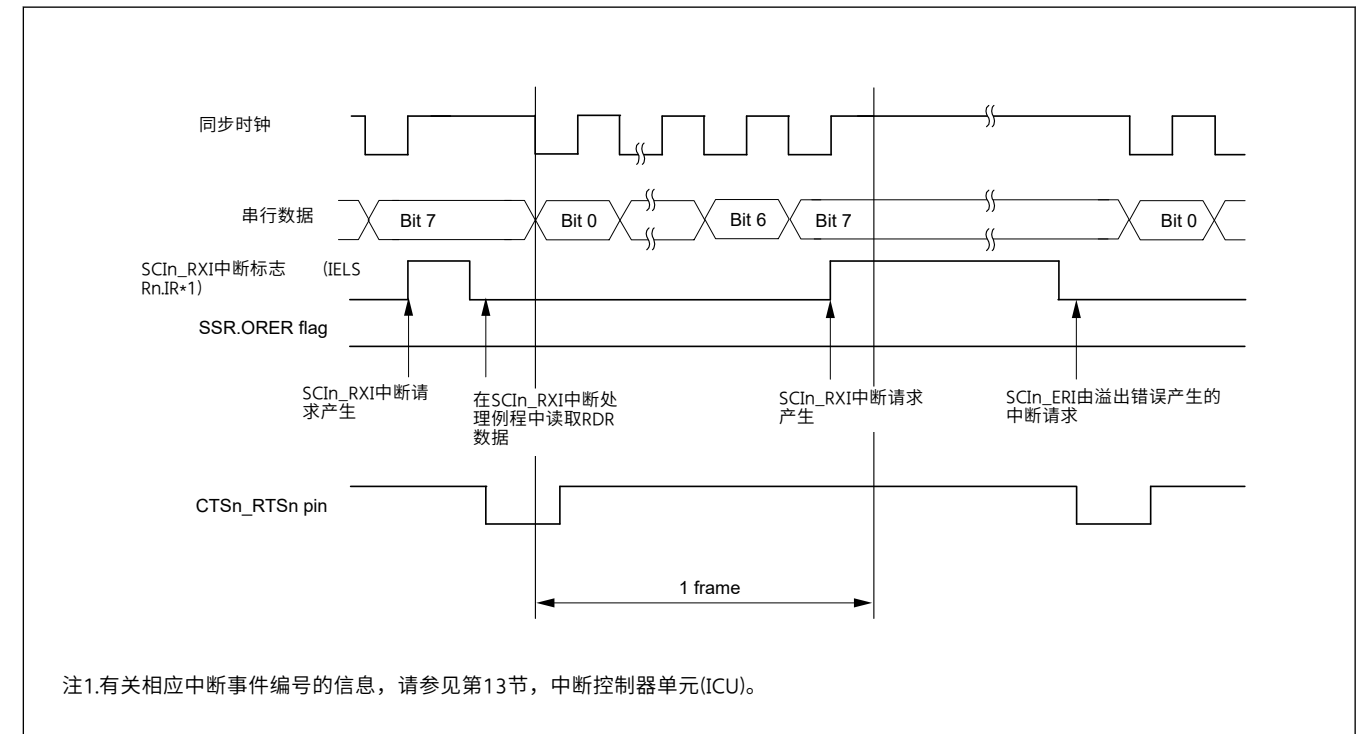 同步时钟
串行数据
Bit 7
Bit 0
Bit 6
Bit 7
Bit 0
SCIn_RXI中断标志 (IELS
Rn.IR*1)
SSR.ORER flag
SCIn_RXI中断请
求产生
在SCIn_RXI中断处
理例程中读取RDR
数据
SCIn_RXI中断请求
产生
SCIn_ERI由溢出错误产生的
中断请求
CTSn_RTSn pin
1 frame
注1.有关相应中断事件编号的信息，请参见第13节，中断控制器单元(ICU)。